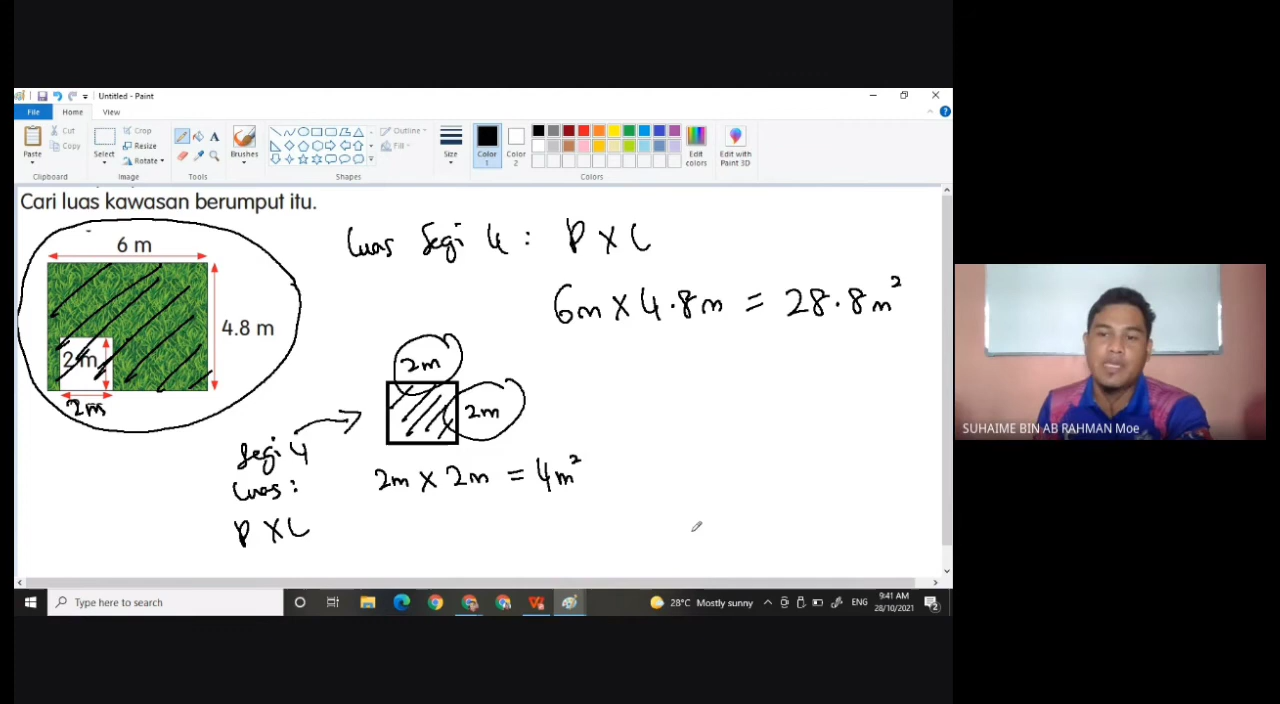 Untitled - Paint
File Home View
Paste
Cut
Copy
Clipboard
Select
Crop
Resize
Rotate
Image
Tools
Brushes
Shapes
Outline
Fill
Size
Color 1
Color 2
Edit colors
Edit with Paint 3D
Colors
Cari luas kawasan berumput itu.
6 m
4.8 m
2 m
2m
Luas Segi 4 : P X L
6m X 4.8m = 28.8m²
2m
2m
Segi 4
Luas :
P X L
2m X 2m = 4m²
SUHAIME BIN AB RAHMAN Moe
Type here to search
28°C Mostly sunny
ENG
9:41 AM
28/10/2021
2